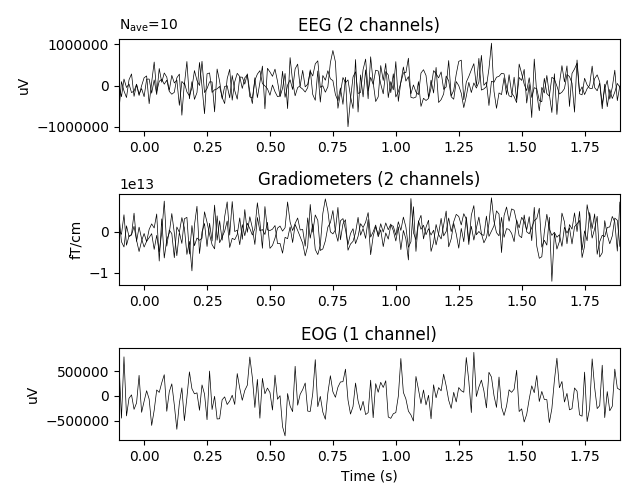 N_ave=10
EEG (2 channels)
1000000
0
−1000000
uV
0.00 0.25 0.50 0.75 1.00 1.25 1.50 1.75
1e13
Gradiometers (2 channels)
0
−1
fT/cm
0.00 0.25 0.50 0.75 1.00 1.25 1.50 1.75
EOG (1 channel)
500000
0
−500000
uV
0.00 0.25 0.50 0.75 1.00 1.25 1.50 1.75
Time (s)